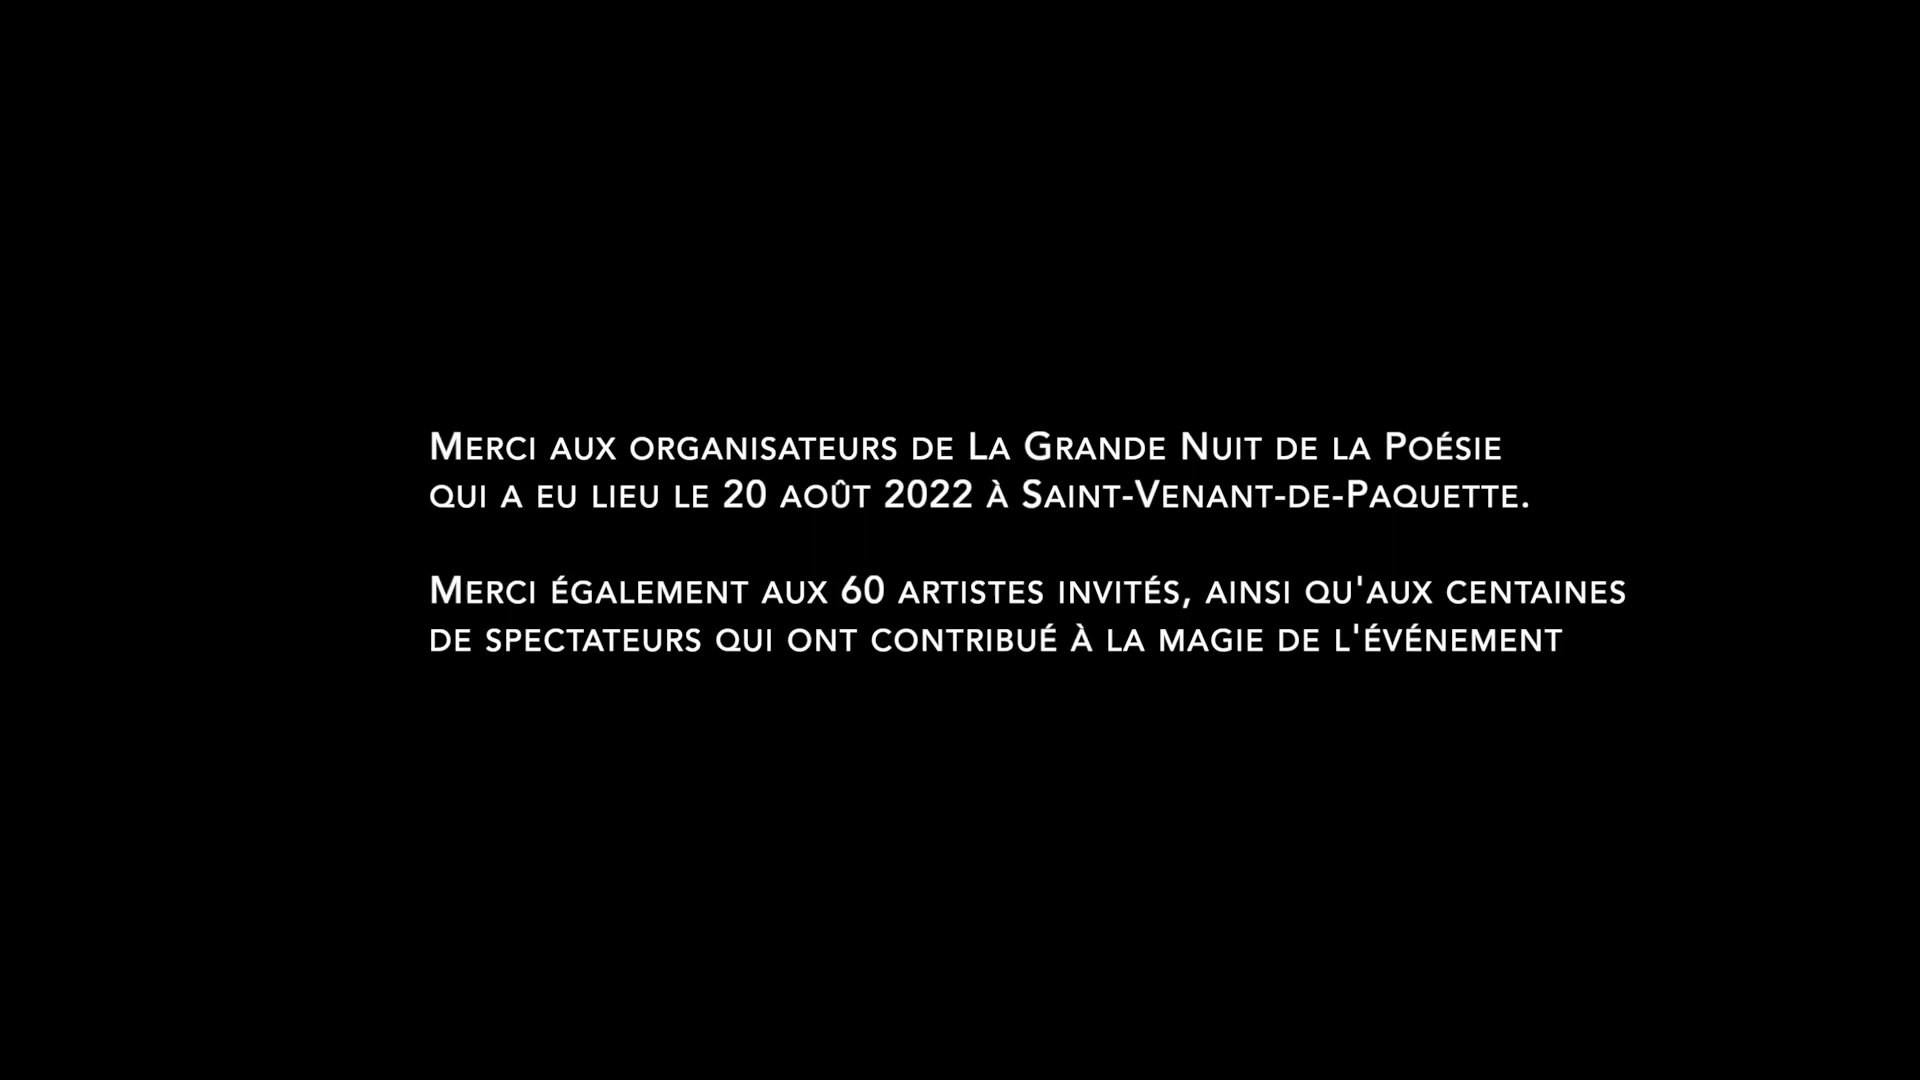 Merci aux organisateurs de La Grande Nuit de la Poésie
qui a eu lieu le 20 août 2022 à Saint-Venant-de-Paquette.
Merci également aux 60 artistes invités, ainsi qu'aux centaines
de spectateurs qui ont contribué à la magie de l'événement